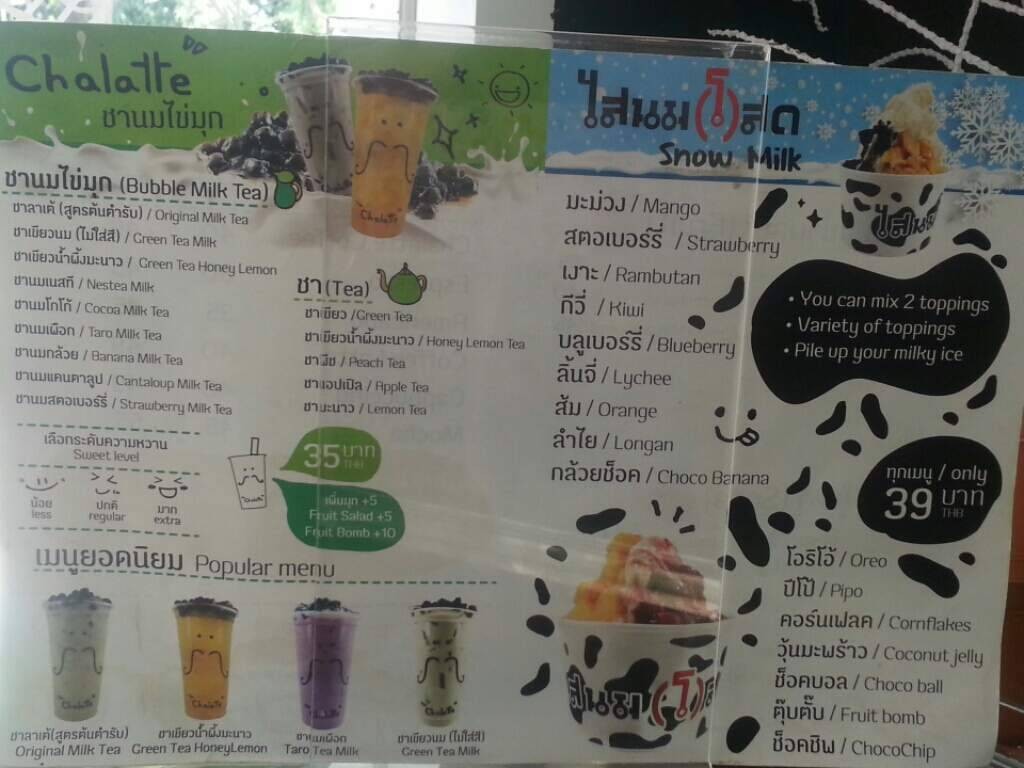 Chalatte
ชานมไข่มุก
ชานมไข่มุก (Bubble Milk Tea)
ชาลาเต้ (สูตรต้นตำรับ) / Original Milk Tea
ชาเขียวนม (ไม่ใส่สี) / Green Tea Milk
ชาเขียวน้ำผึ้งมะนาว / Green Tea Honey Lemon
ชานมเนสที / Nestea Milk
ชานมโกโก้ / Cocoa Milk Tea
ชานมเผือก / Taro Milk Tea
ชานมกล้วย / Banana Milk Tea
ชานมแคนตาลูป / Cantaloup Milk Tea
ชานมสตอเบอร์รี่ / Strawberry Milk Tea
ชา (Tea)
ชาเขียว /Green Tea
ชาเขียวน้ำผึ้งมะนาว / Honey Lemon Tea
ชาพีช / Peach Tea
ชาแอปเปิล / Apple Tea
ชามะนาว / Lemon Tea
เลือกระดับความหวาน
Sweet level
น้อย ปกติ มาก
less regular extra
35 บาท
THB
เพิ่มมุก +5
Fruit Salad +5
Fruit Bomb +10
เมนูยอดนิยม Popular menu
ชาลาเต้(สูตรต้นตำรับ)
Original Milk Tea
ชาเขียวน้ำผึ้งมะนาว
Green Tea HoneyLemon
ชานมเผือก
Taro Tea Milk
ชาเขียวนม (ไม่ใส่สี)
Green Tea Milk
ไสนม(โ)สด
Snow Milk
มะม่วง / Mango
สตอเบอร์รี่ / Strawberry
เงาะ / Rambutan
กีวี่ / Kiwi
บลูเบอร์รี่ / Blueberry
ลิ้นจี่ / Lychee
ส้ม / Orange
ลำไย / Longan
กล้วยช็อค / Choco Banana
• You can mix 2 toppings
• Variety of toppings
• Pile up your milky ice
ทุกเมนู / only
39 บาท
THB
โอริโอ้ / Oreo
ปีโป้ / Pipo
คอร์นเฟลค / Cornflakes
วุ้นมะพร้าว / Coconut jelly
ช็อคบอล / Choco ball
ตุ๊บตั๊บ / Fruit bomb
ช็อคชิพ / ChocoChip